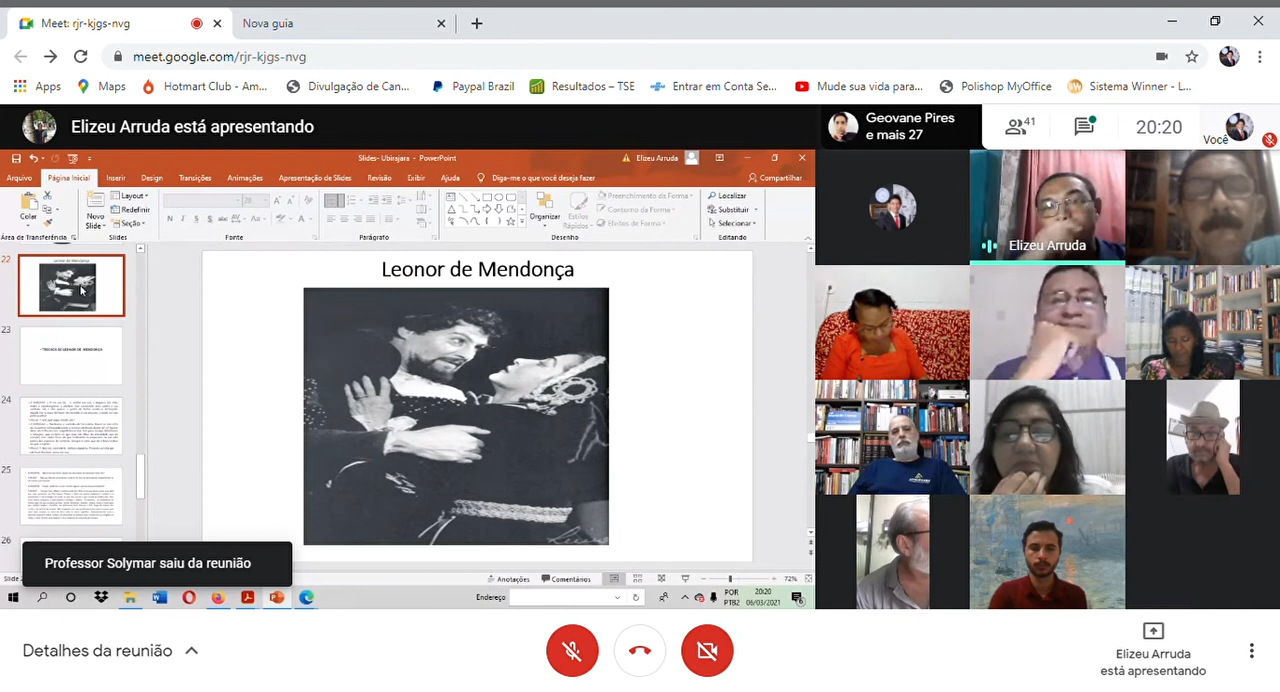 Meet: rjr-kjgs-nvg
Nova guia
meet.google.com/rjr-kjgs-nvg
Apps
Maps
Hotmart Club - Am...
Divulgação de Can...
Paypal Brazil
Resultados – TSE
Entrar em Conta Se...
Mude sua vida para...
Polishop MyOffice
Sistema Winner - L...
Elizeu Arruda está apresentando
Geovane Pires
e mais 27
41
20:20
Você
Slides- Ubirajara - PowerPoint
Elizeu Arruda
Arquivo
Página Inicial
Inserir
Design
Transições
Animações
Apresentação de Slides
Revisão
Exibir
Ajuda
Diga-me o que você deseja fazer
Compartilhar
Colar
Novo
Slide
Layout
Redefinir
Seção
Organizar
Estilos
Rápidos
Preenchimento da Forma
Contorno da Forma
Efeitos de Forma
Localizar
Substituir
Selecionar
Área de Transferência
Slides
Fonte
Parágrafo
Desenho
Editando
22
Leonor de Mendonça
23
24
25
26
Leonor de Mendonça
Elizeu Arruda
Professor Solymar saiu da reunião
Anotações
Comentários
72%
Endereço
POR
PTB2
20:20
06/03/2021
Detalhes da reunião
Elizeu Arruda
está apresentando